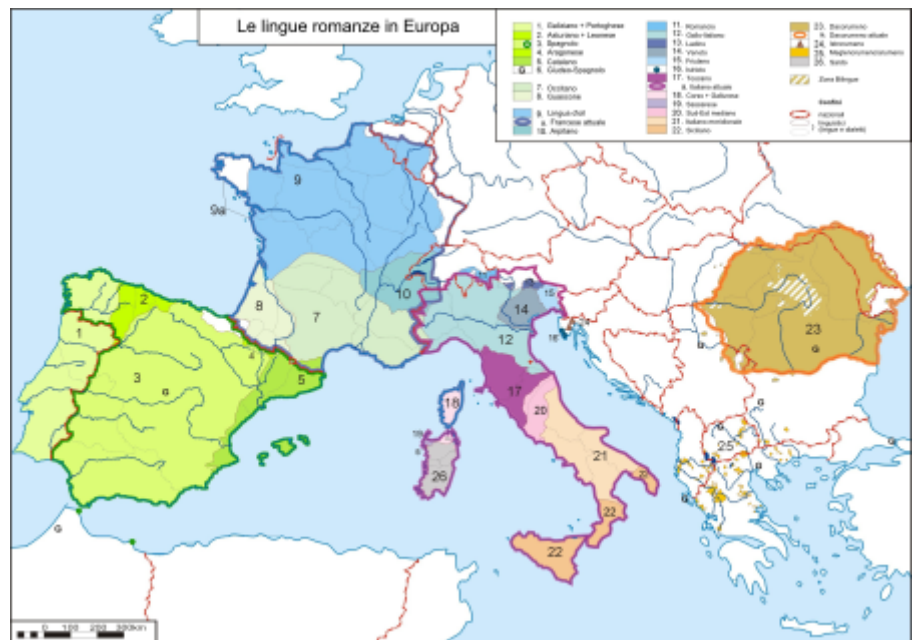 Le lingue romanze in Europa
1. Galiziano + Portoghese
2. Asturiano + Leonese
3. Spagnolo
4. Aragonese
5. Catalano
G 6. Giudeo-Spagnolo
7. Occitano
8. Guascone
9. Lingue d'oïl
a. Francese attuale
10. Arpitano
11. Romancio
12. Gallo-italiano
13. Ladino
14. Veneto
15. Friulano
16. Istrioto
17. Toscano
a. Italiano attuale
18. Corso + Gallurese
19. Sassarese
20. Sud-Est mediano
21. Italiano meridionale
22. Siciliano
23. Dacorumeno
Dacorumeno attuale
24. Istrorumeno
25. Meglenorumeno/arumeno
26. Sardo
Zona Bilingue
Confini
nazionali
linguistici
(lingue e dialetti)
9
9a
10
8
7
2
1
3
G
4
5
14
15
12
16
17
18
20
21
26
22
22
22
23
G
G
G
G
25
G
G
G
G
0 100 200 300km